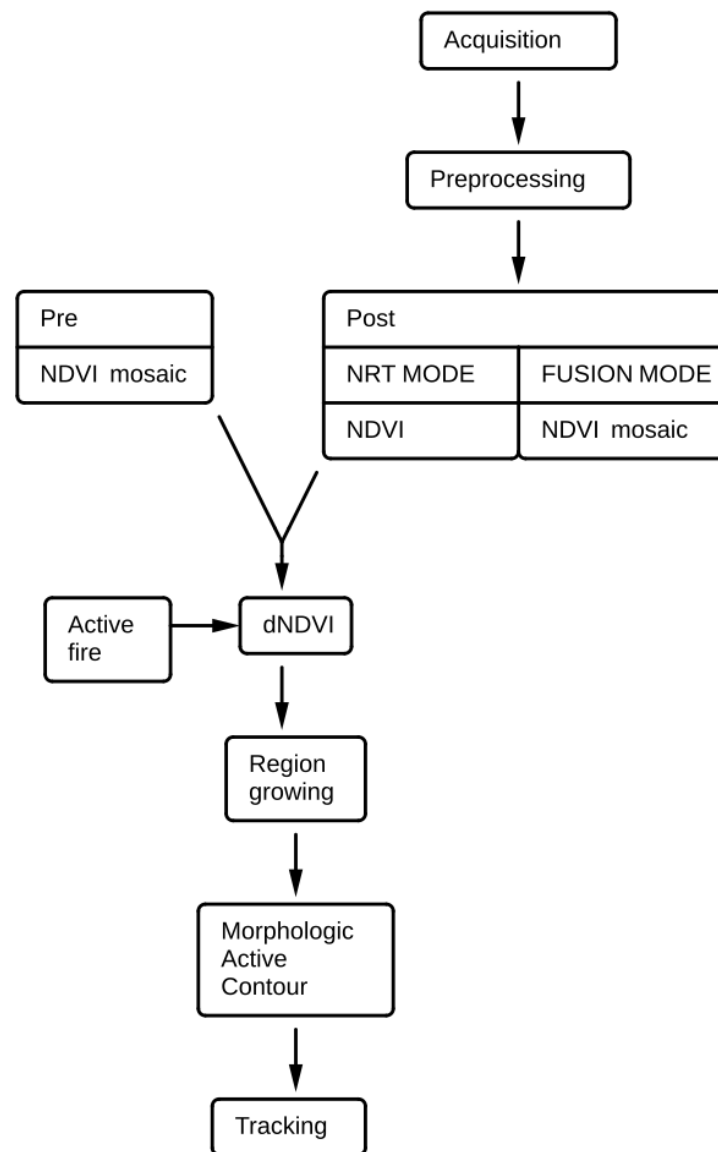 Acquisition
Preprocessing
Pre
NDVI mosaic
Post
NRT MODE
FUSION MODE
NDVI
NDVI mosaic
Active
fire
dNDVI
Region
growing
Morphologic
Active
Contour
Tracking